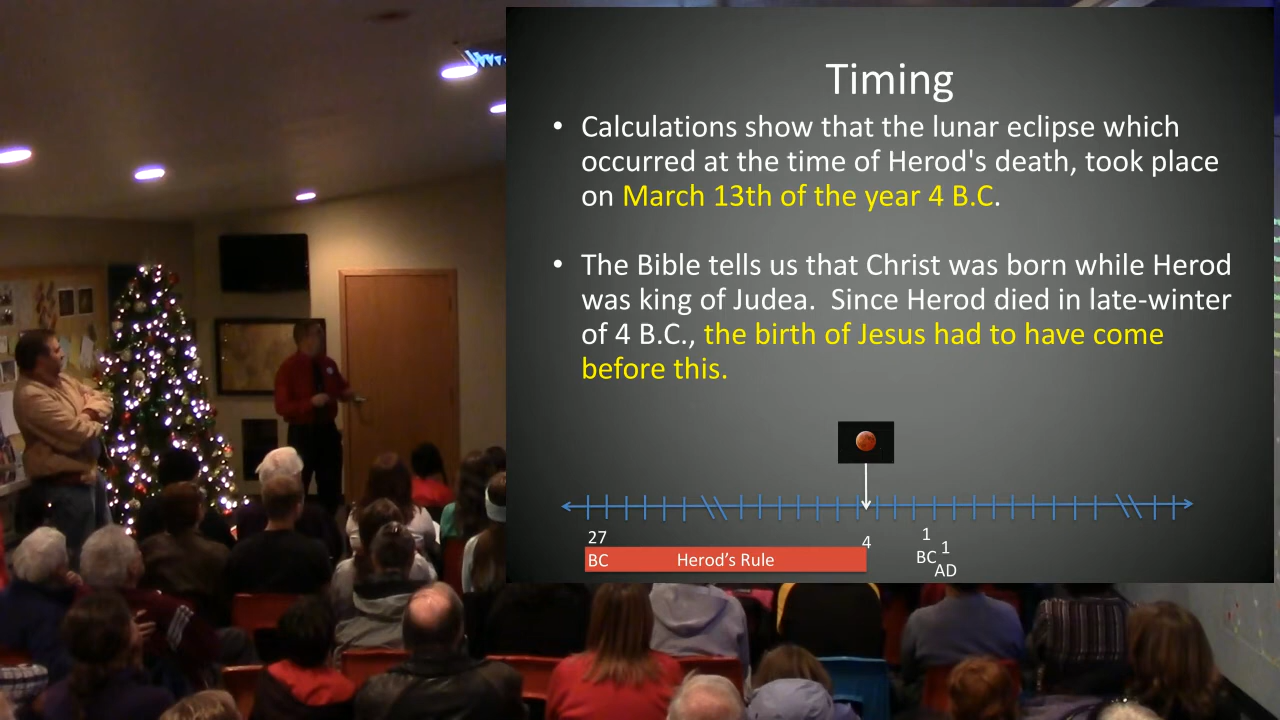 Timing
• Calculations show that the lunar eclipse which
occurred at the time of Herod's death, took place
on March 13th of the year 4 B.C.
• The Bible tells us that Christ was born while Herod
was king of Judea.  Since Herod died in late-winter
of 4 B.C., the birth of Jesus had to have come
before this.
27
BC
Herod's Rule
4
1
BC
1
AD